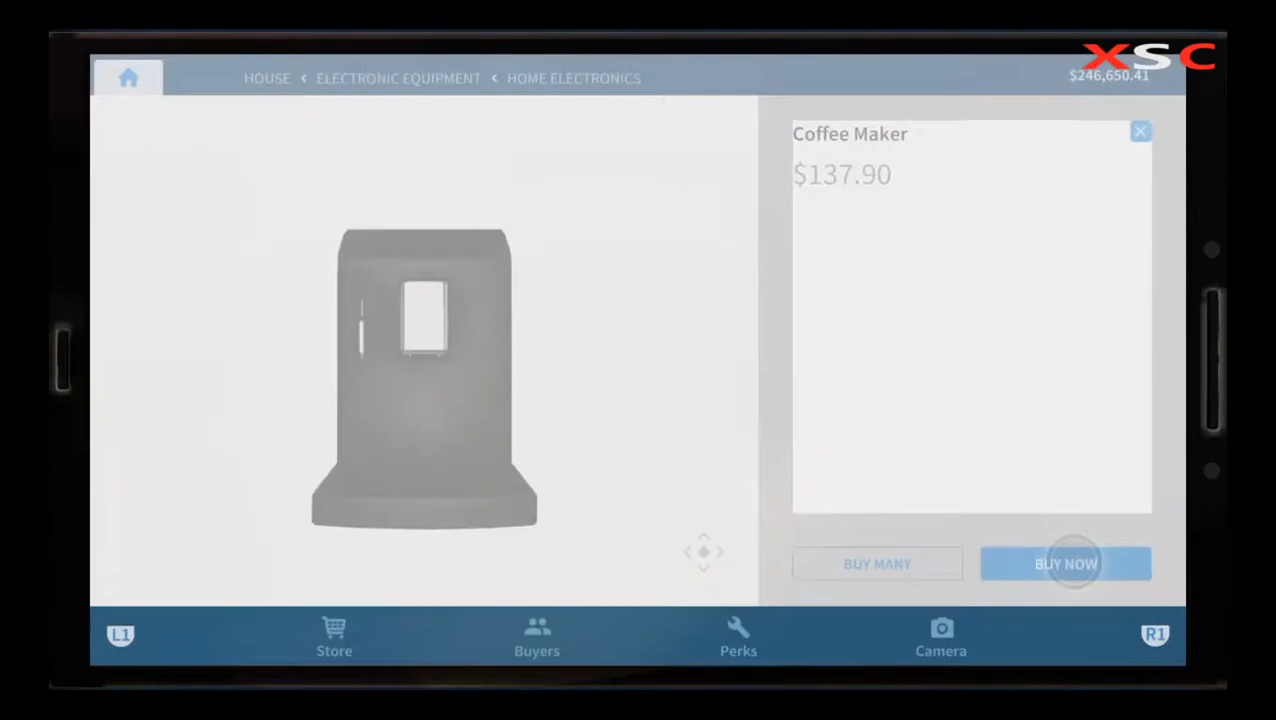 XSC
HOUSE < ELECTRONIC EQUIPMENT < HOME ELECTRONICS
$246,650.41
Coffee Maker
$137.90
BUY MANY
BUY NOW
L1
Store
Buyers
Perks
Camera
R1